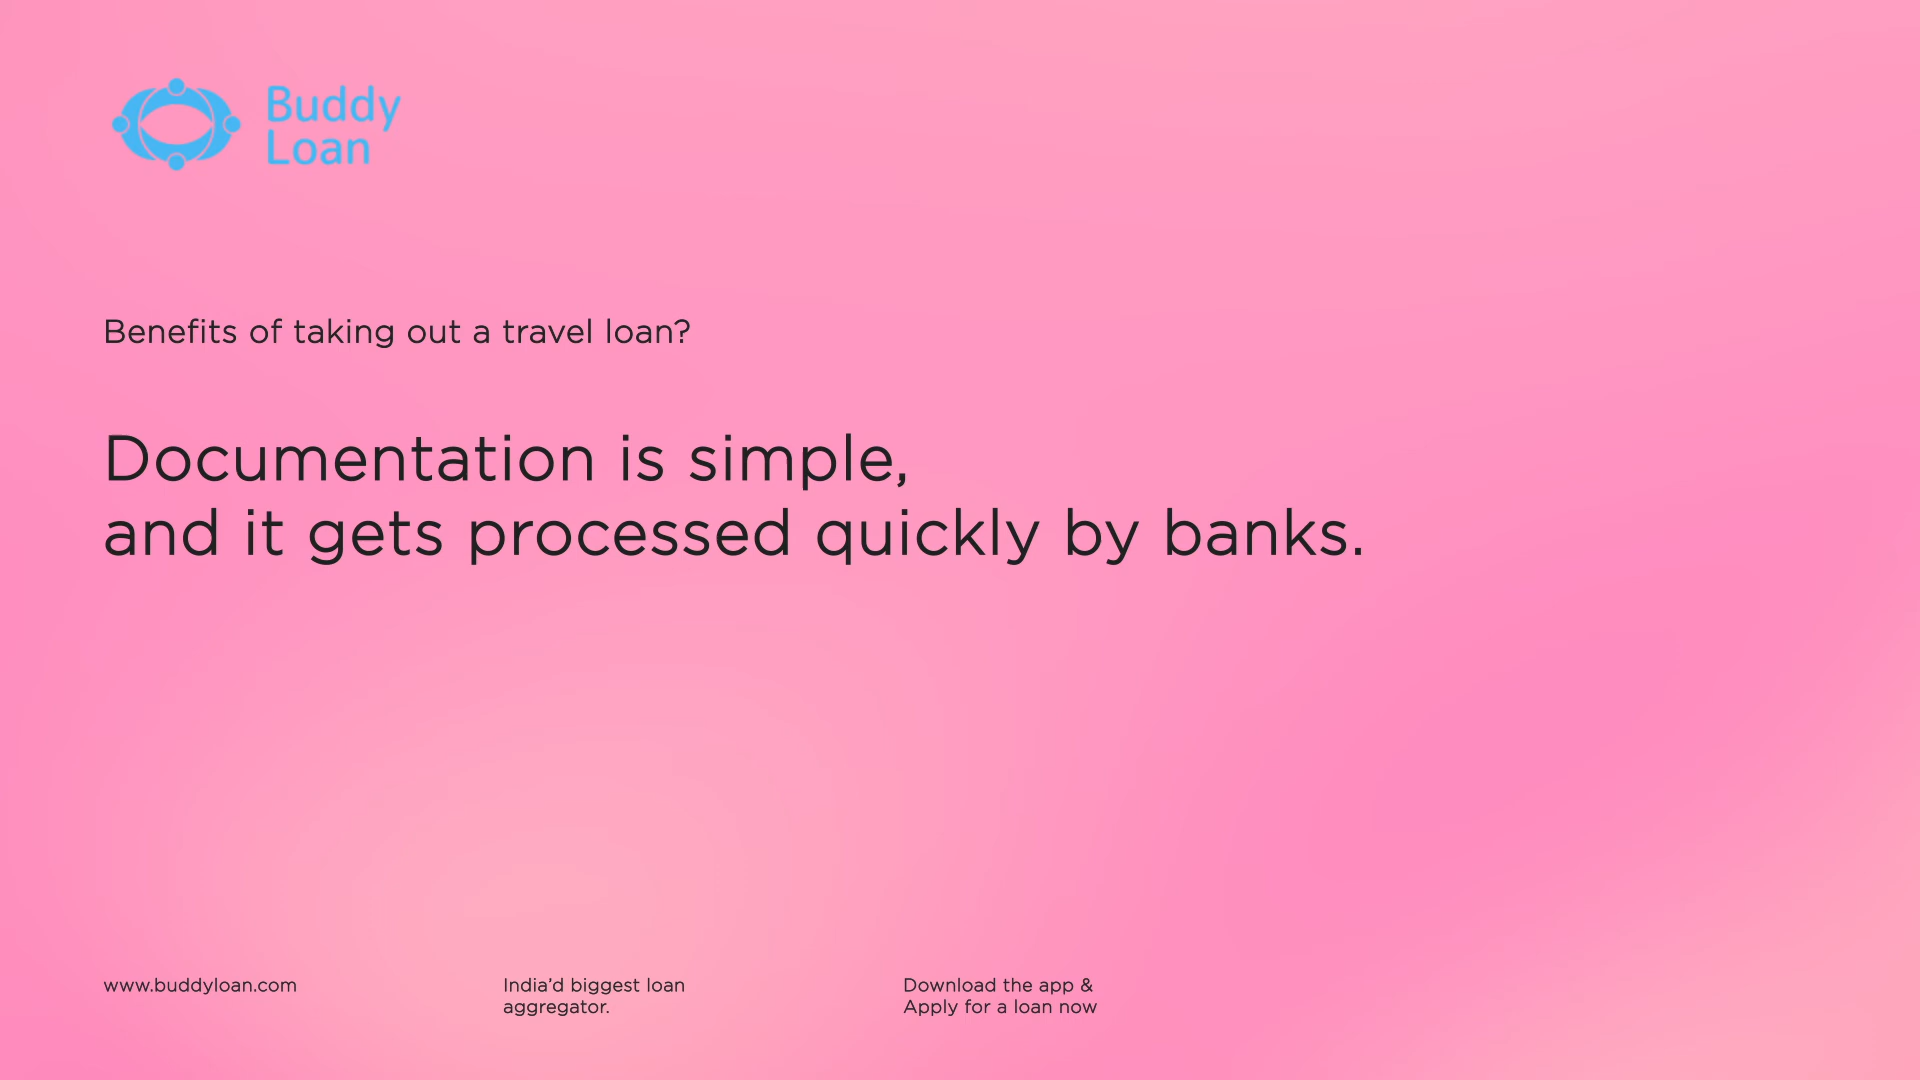 Buddy
Loan
Benefits of taking out a travel loan?
Documentation is simple,
and it gets processed quickly by banks.
www.buddyloan.com
India’d biggest loan
aggregator.
Download the app &
Apply for a loan now